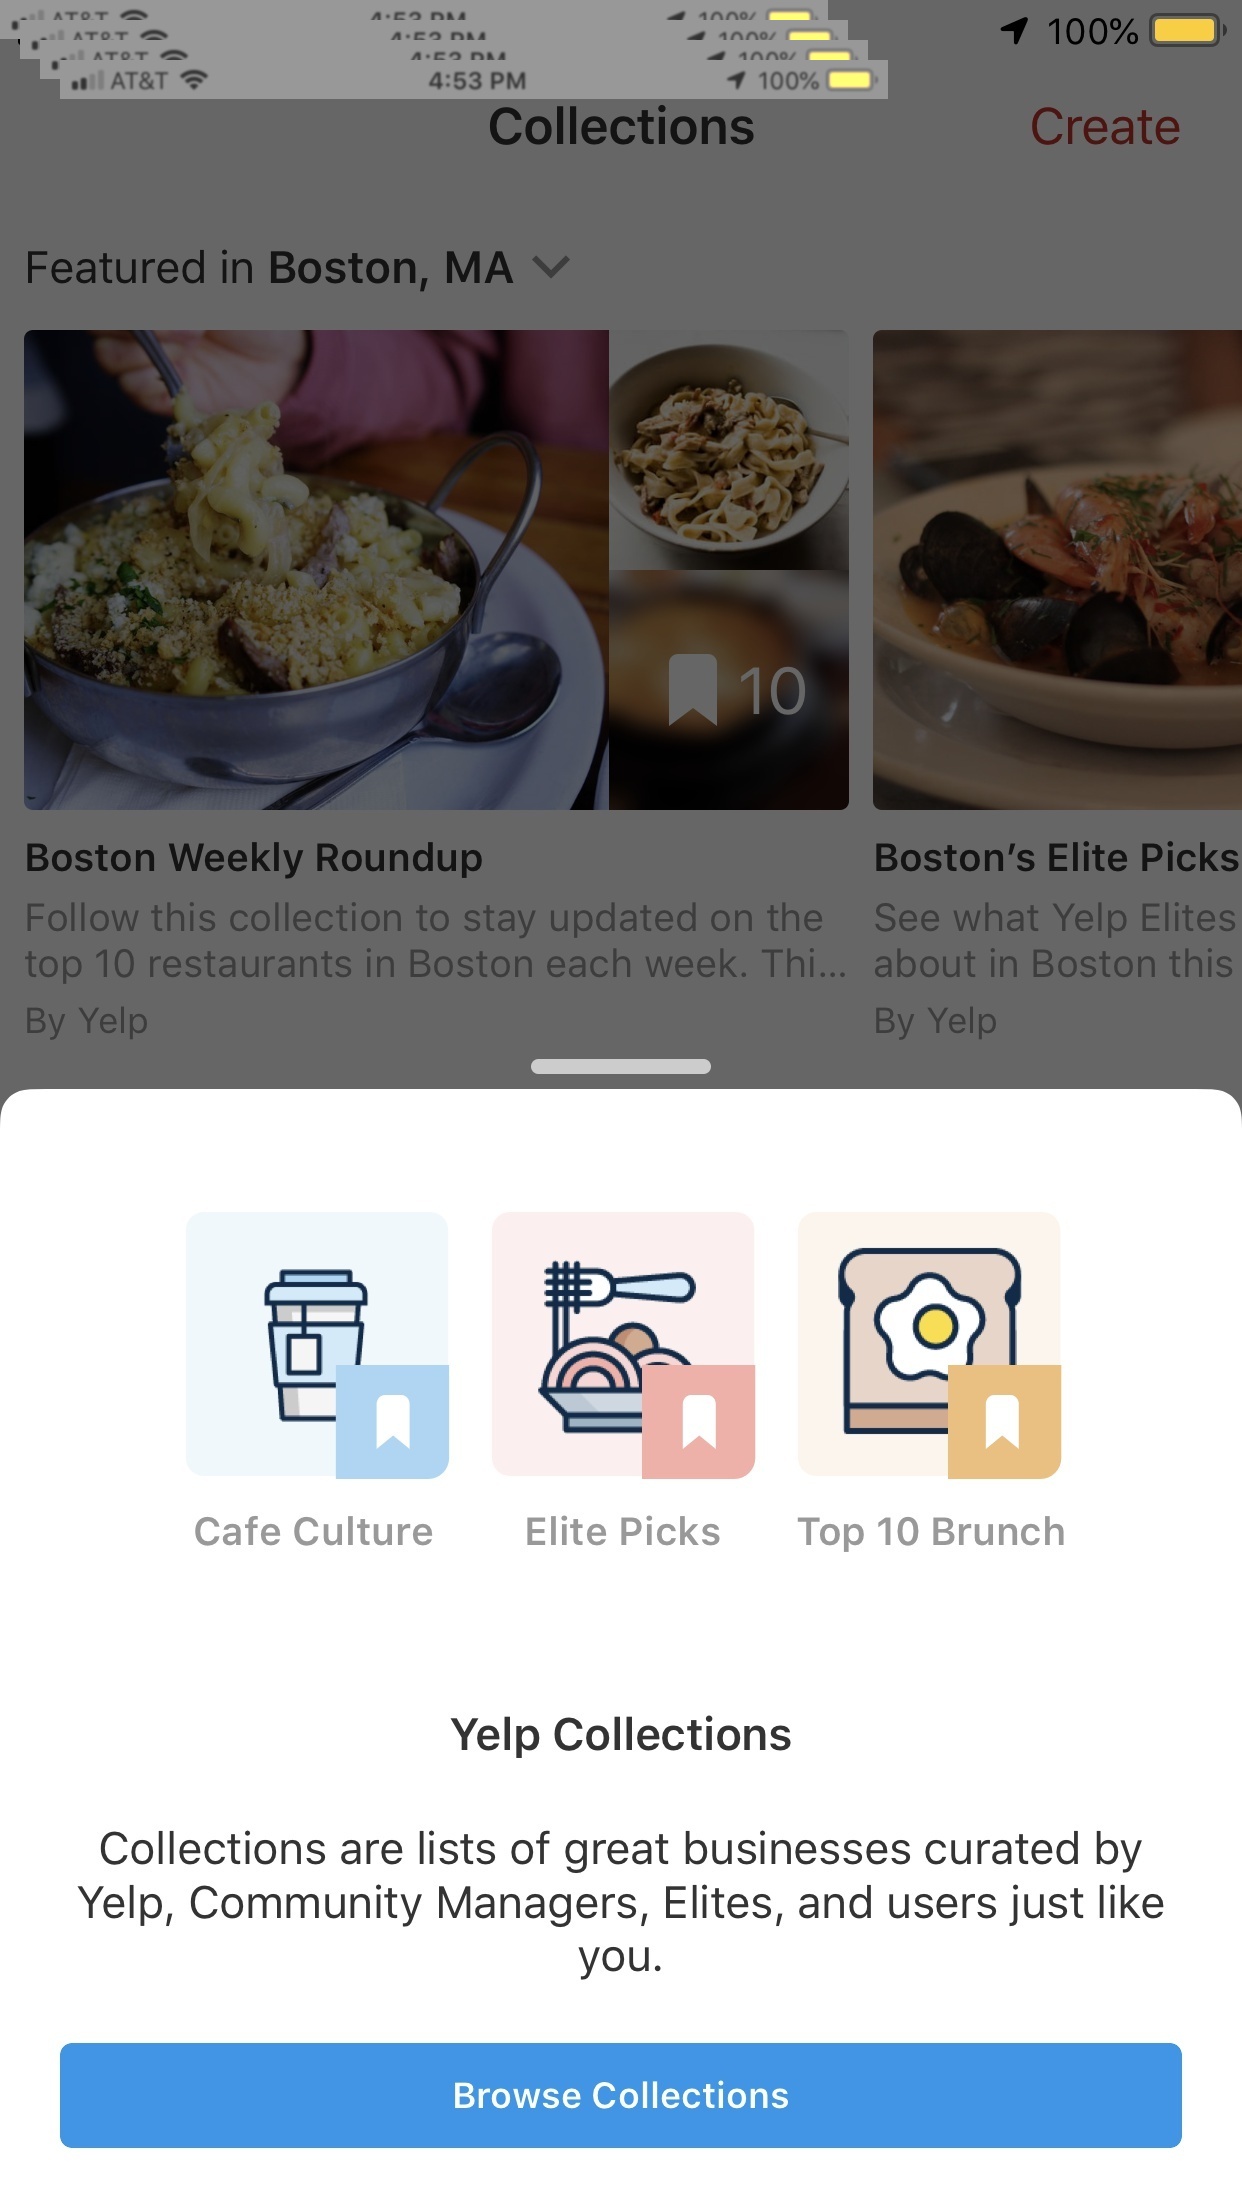 AT&T 4:53 PM 100%
AT&T 4:53 PM 100%
AT&T 4:53 PM 100%
AT&T 4:53 PM 100%
100%
Collections
Create
Featured in Boston, MA
10
Boston Weekly Roundup
Follow this collection to stay updated on the
top 10 restaurants in Boston each week. Thi...
By Yelp
Boston’s Elite Picks
See what Yelp Elites
about in Boston this
By Yelp
Cafe Culture
Elite Picks
Top 10 Brunch
Yelp Collections
Collections are lists of great businesses curated by
Yelp, Community Managers, Elites, and users just like
you.
Browse Collections